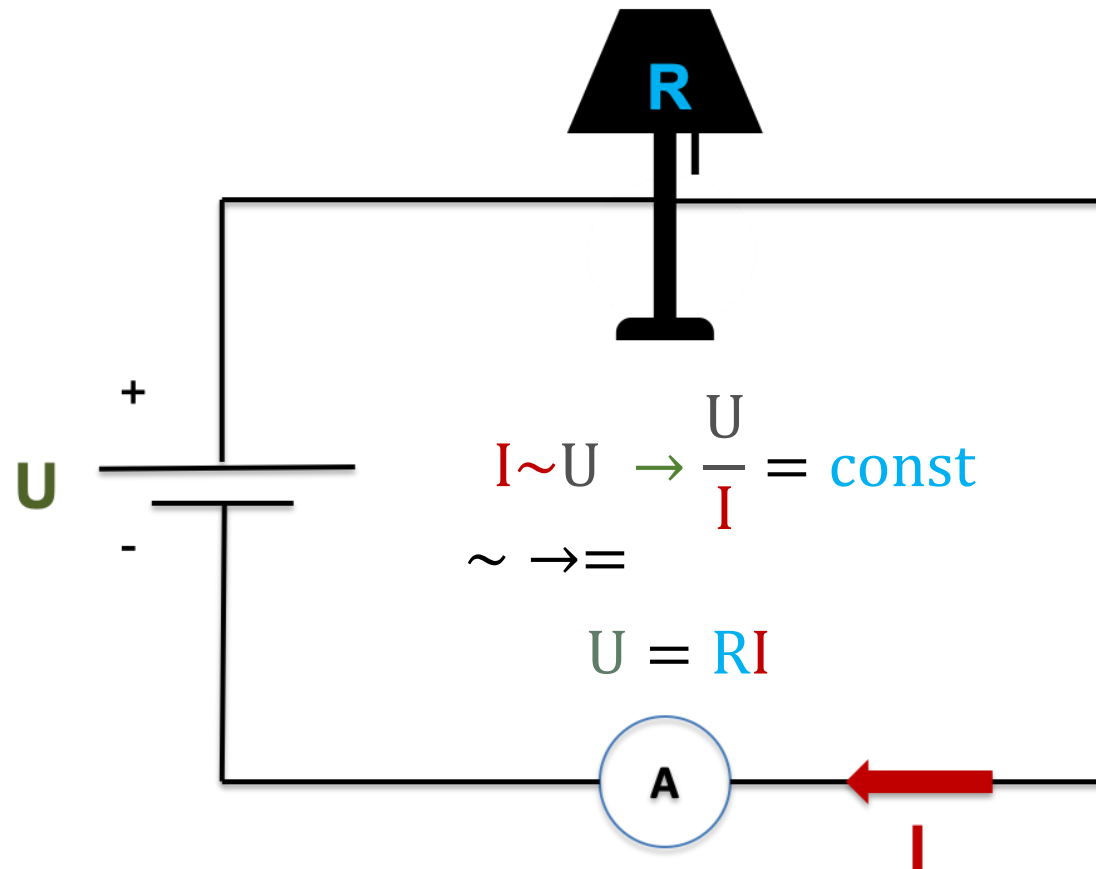 R
+
U
-
I~U → U/I = const
~ →=
U = RI
A
I